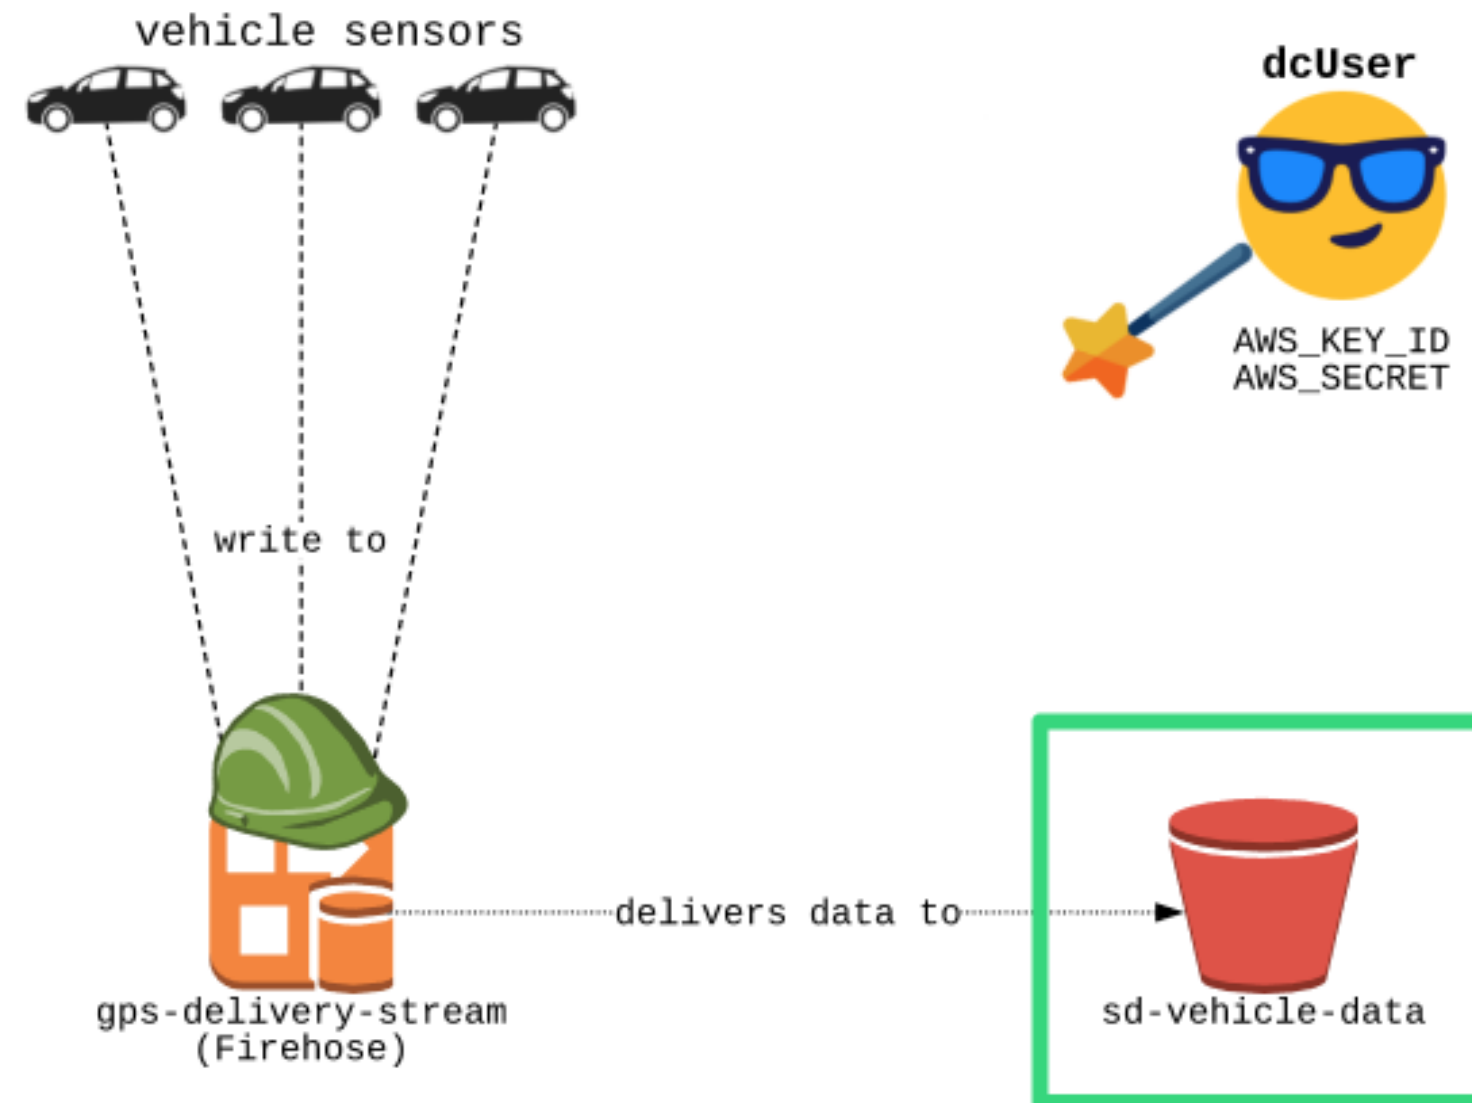 vehicle sensors
dcUser
AWS_KEY_ID
AWS_SECRET
write to
delivers data to
gps-delivery-stream
(Firehose)
sd-vehicle-data